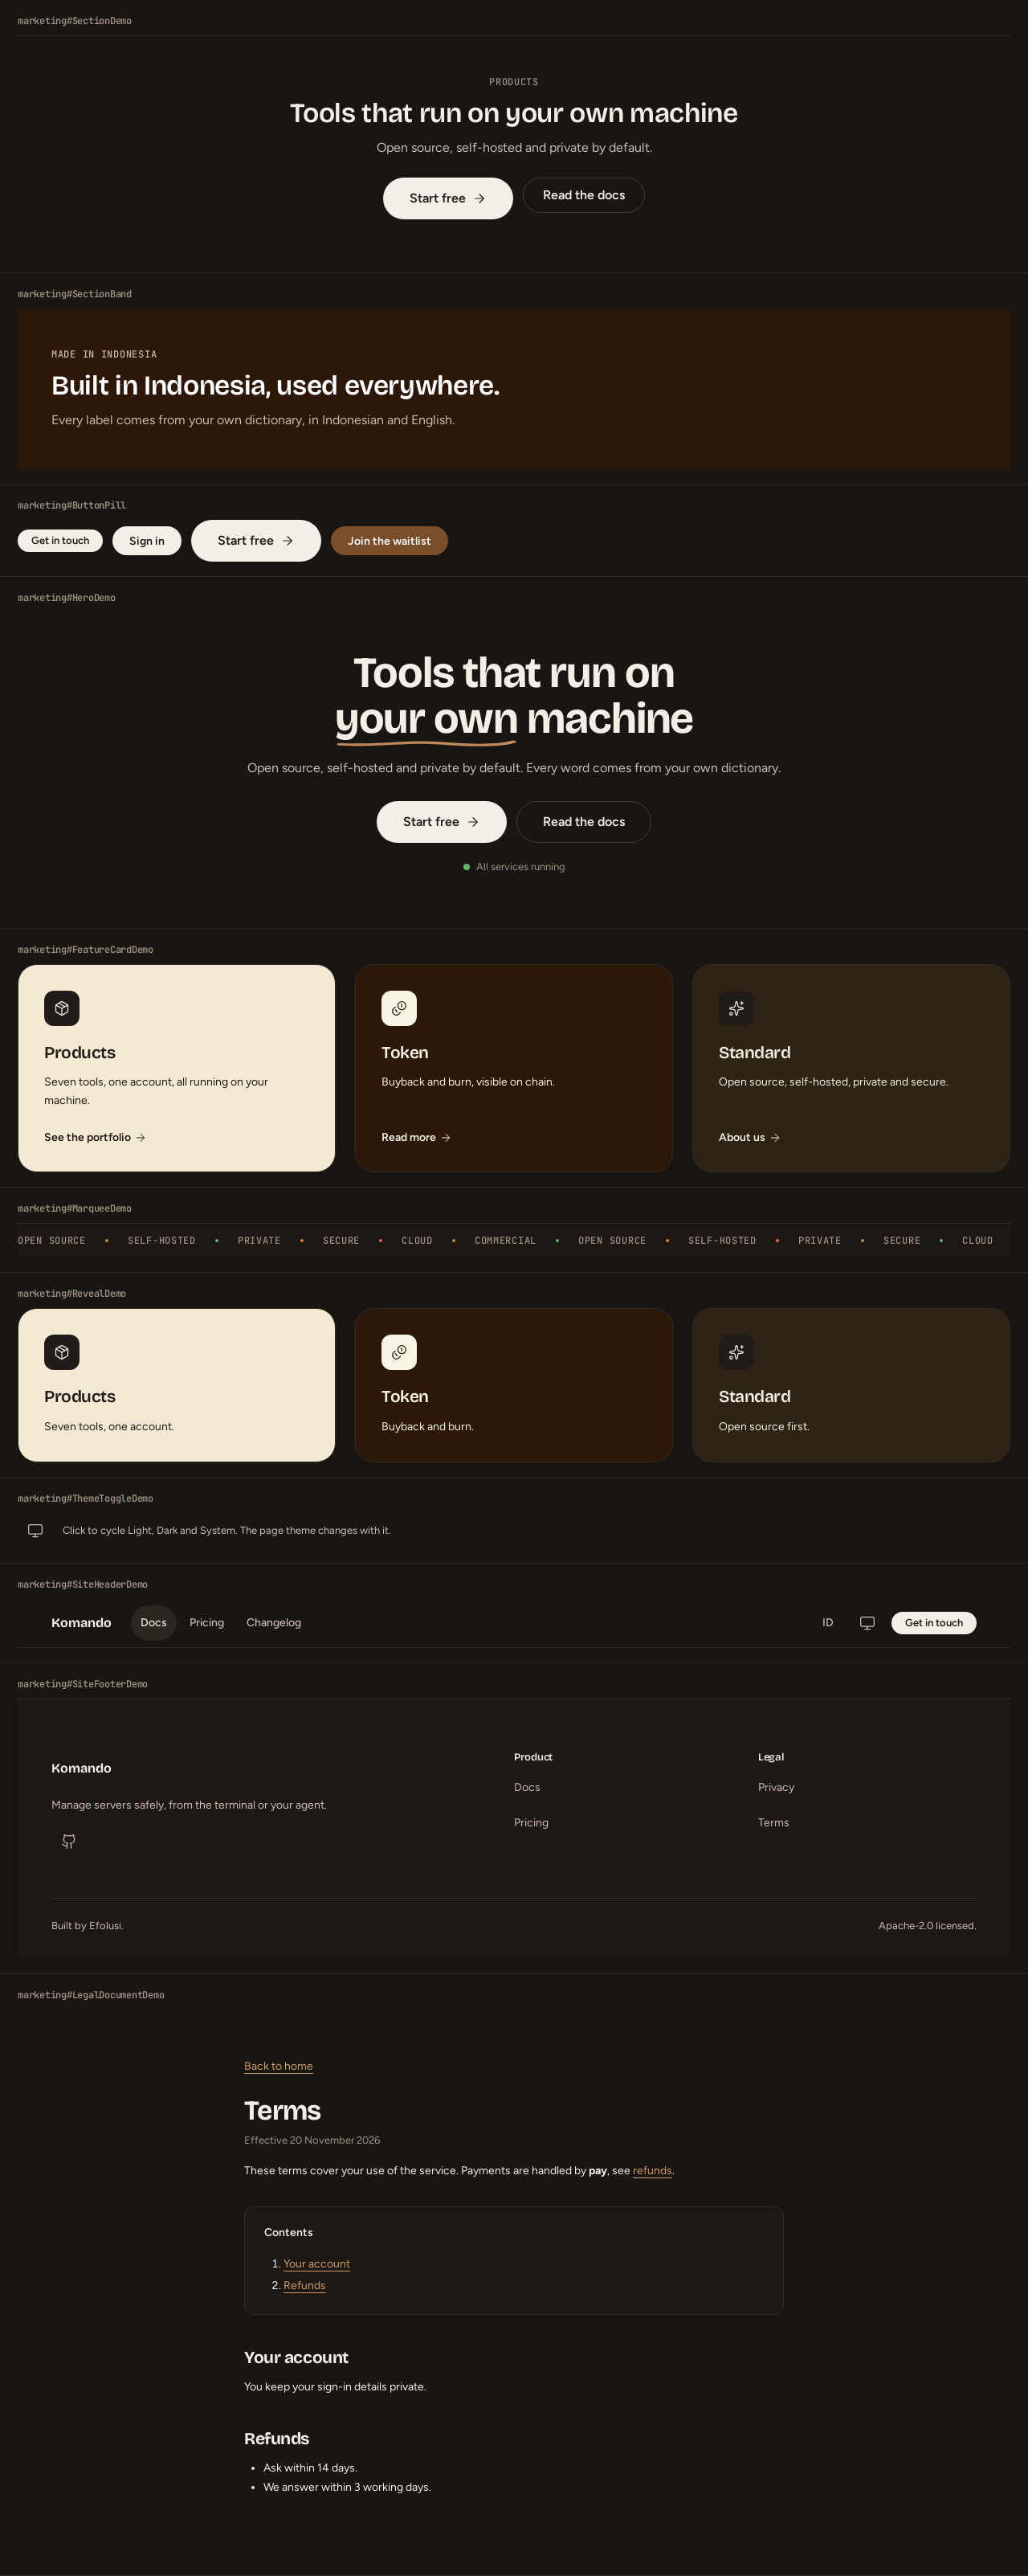 marketing#SectionDemo
PRODUCTS
Tools that run on your own machine
Open source, self-hosted and private by default.
Start free
Read the docs
marketing#SectionBand
MADE IN INDONESIA
Built in Indonesia, used everywhere.
Every label comes from your own dictionary, in Indonesian and English.
marketing#ButtonPill
Get in touch
Sign in
Start free
Join the waitlist
marketing#HeroDemo
Tools that run on
your own machine
Open source, self-hosted and private by default. Every word comes from your own dictionary.
Start free
Read the docs
All services running
marketing#FeatureCardDemo
Products
Seven tools, one account, all running on your
machine.
See the portfolio
Token
Buyback and burn, visible on chain.
Read more
Standard
Open source, self-hosted, private and secure.
About us
marketing#MarqueeDemo
OPEN SOURCE • SELF-HOSTED • PRIVATE • SECURE • CLOUD • COMMERCIAL • OPEN SOURCE • SELF-HOSTED • PRIVATE • SECURE • CLOUD
marketing#RevealDemo
Products
Seven tools, one account.
Token
Buyback and burn.
Standard
Open source first.
marketing#ThemeToggleDemo
Click to cycle Light, Dark and System. The page theme changes with it.
marketing#SiteHeaderDemo
Komando
Docs
Pricing
Changelog
ID
Get in touch
marketing#SiteFooterDemo
Komando
Manage servers safely, from the terminal or your agent.
Product
Docs
Pricing
Legal
Privacy
Terms
Built by Efolusi.
Apache-2.0 licensed.
marketing#LegalDocumentDemo
Back to home
Terms
Effective 20 November 2026
These terms cover your use of the service. Payments are handled by pay, see refunds.
Contents
1. Your account
2. Refunds
Your account
You keep your sign-in details private.
Refunds
• Ask within 14 days.
• We answer within 3 working days.